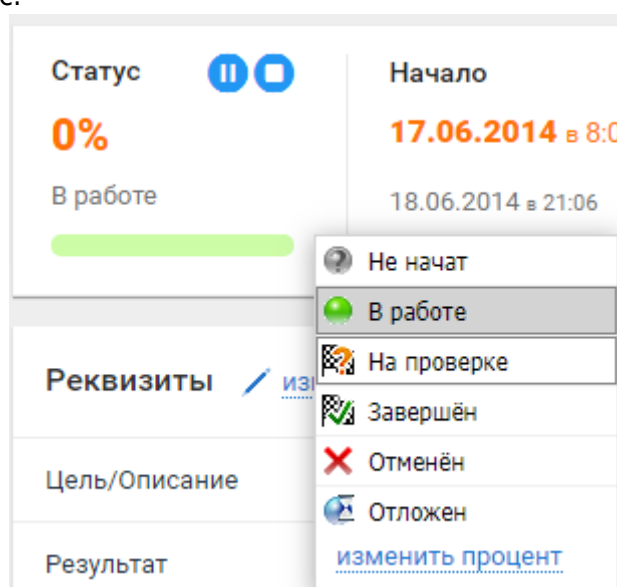 с.
Статус
Начало
0%
17.06.2014 в 8:0
В работе
18.06.2014 в 21:06
Не начат
В работе
На проверке
Реквизиты
из
Завершён
Отменён
Цель/Описание
Отложен
изменить процент
Результат